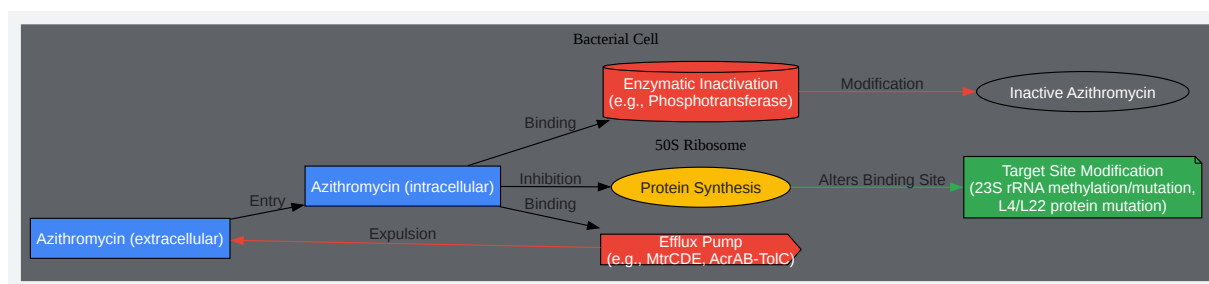 Bacterial Cell
Enzymatic Inactivation
(e.g., Phosphotransferase)
Modification
Inactive Azithromycin
Binding
50S Ribosome
Azithromycin (intracellular)
Inhibition
Protein Synthesis
Alters Binding Site
Target Site Modification
(23S rRNA methylation/mutation,
L4/L22 protein mutation)
Entry
Binding
Azithromycin (extracellular)
Expulsion
Efflux Pump
(e.g., MtrCDE, AcrAB-TolC)